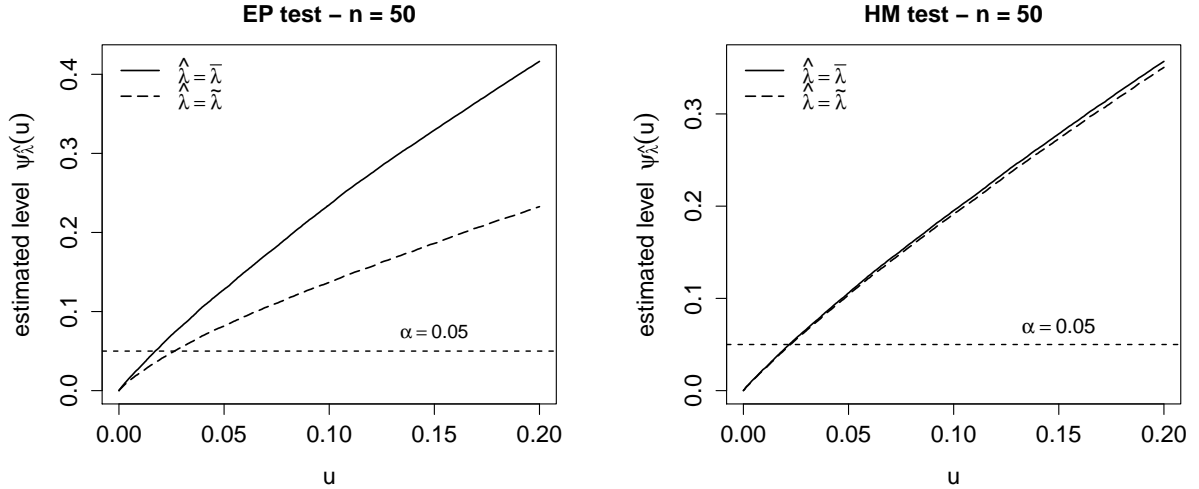 EP test – n = 50
λ̂ = λ̄
λ̂ = λ̃
estimated level ψ_λ̂(u)
0.0 0.1 0.2 0.3 0.4
α = 0.05
0.00 0.05 0.10 0.15 0.20
u
HM test – n = 50
λ̂ = λ̄
λ̂ = λ̃
estimated level ψ_λ̂(u)
0.0 0.1 0.2 0.3
α = 0.05
0.00 0.05 0.10 0.15 0.20
u